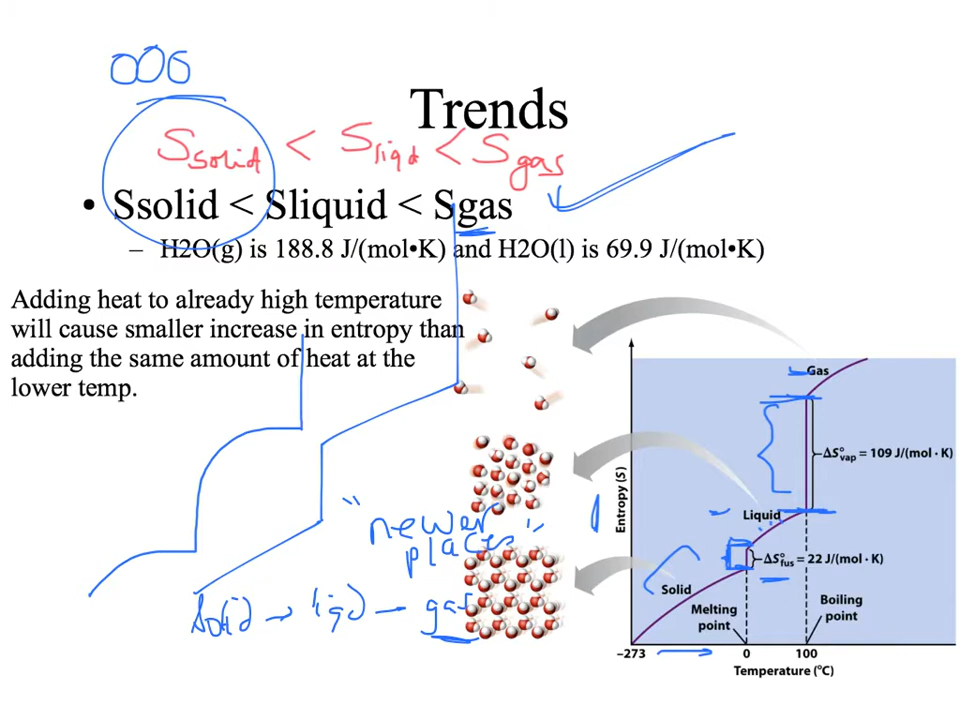 Trends
Ssolid < Sliqd < Sgas
• Ssolid < Sliquid < Sgas
– H2O(g) is 188.8 J/(mol•K) and H2O(l) is 69.9 J/(mol•K)
Adding heat to already high temperature
will cause smaller increase in entropy than
adding the same amount of heat at the
lower temp.
"newer
places"
Solid → liqd – gas
Gas
ΔS°vap = 109 J/(mol · K)
Liquid
ΔS°fus = 22 J/(mol · K)
Solid
Melting
point
Boiling
point
Entropy (S)
–273
0
100
Temperature (°C)